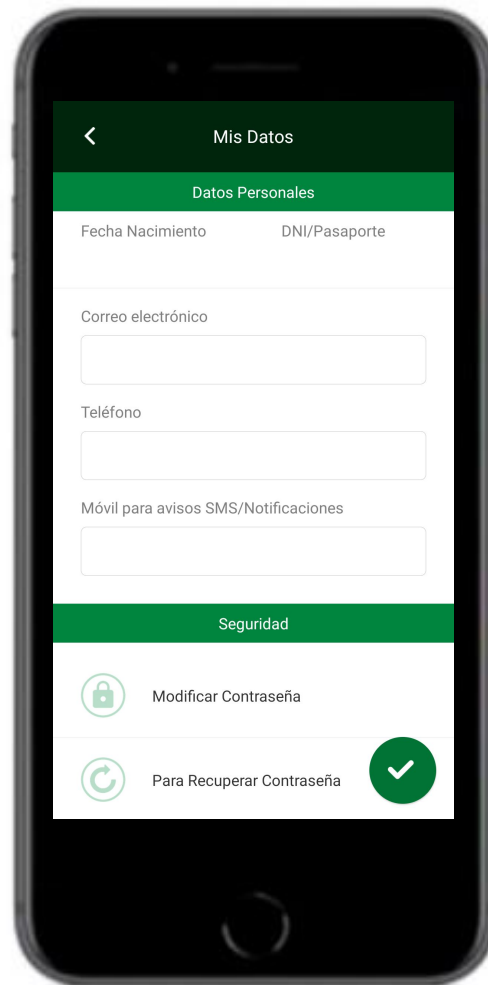 Mis Datos
Datos Personales
Fecha Nacimiento DNI/Pasaporte
Correo electrónico
Teléfono
Móvil para avisos SMS/Notificaciones
Seguridad
Modificar Contraseña
Para Recuperar Contraseña